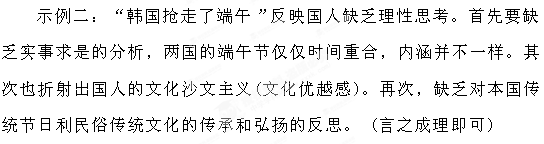 示例二：“韩国抢走了端午”反映国人缺乏理性思考。首先要缺
乏实事求是的分析，两国的端午节仅仅时间重合，内涵并不一样。其
次也折射出国人的文化沙文主义(文化优越感)。再次，缺乏对本国传
统节日利民俗传统文化的传承和弘扬的反思。（言之成理即可）